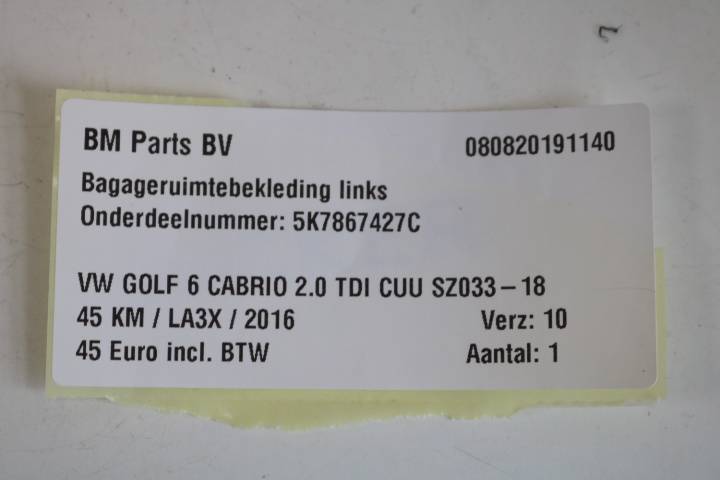 BM Parts BV 080820191140
Bagageruimtebekleding links
Onderdeelnummer: 5K7867427C
VW GOLF 6 CABRIO 2.0 TDI CUU SZ033-18
45 KM / LA3X / 2016 Verz: 10
45 Euro incl. BTW Aantal: 1